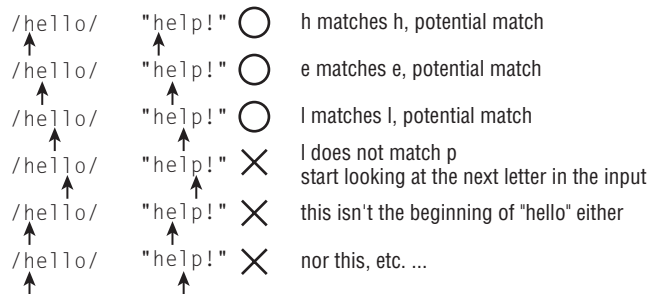 /hello/ "help!" h matches h, potential match
/hello/ "help!" e matches e, potential match
/hello/ "help!" l matches l, potential match
/hello/ "help!" l does not match p
start looking at the next letter in the input
/hello/ "help!" this isn't the beginning of "hello" either
/hello/ "help!" nor this, etc. ...